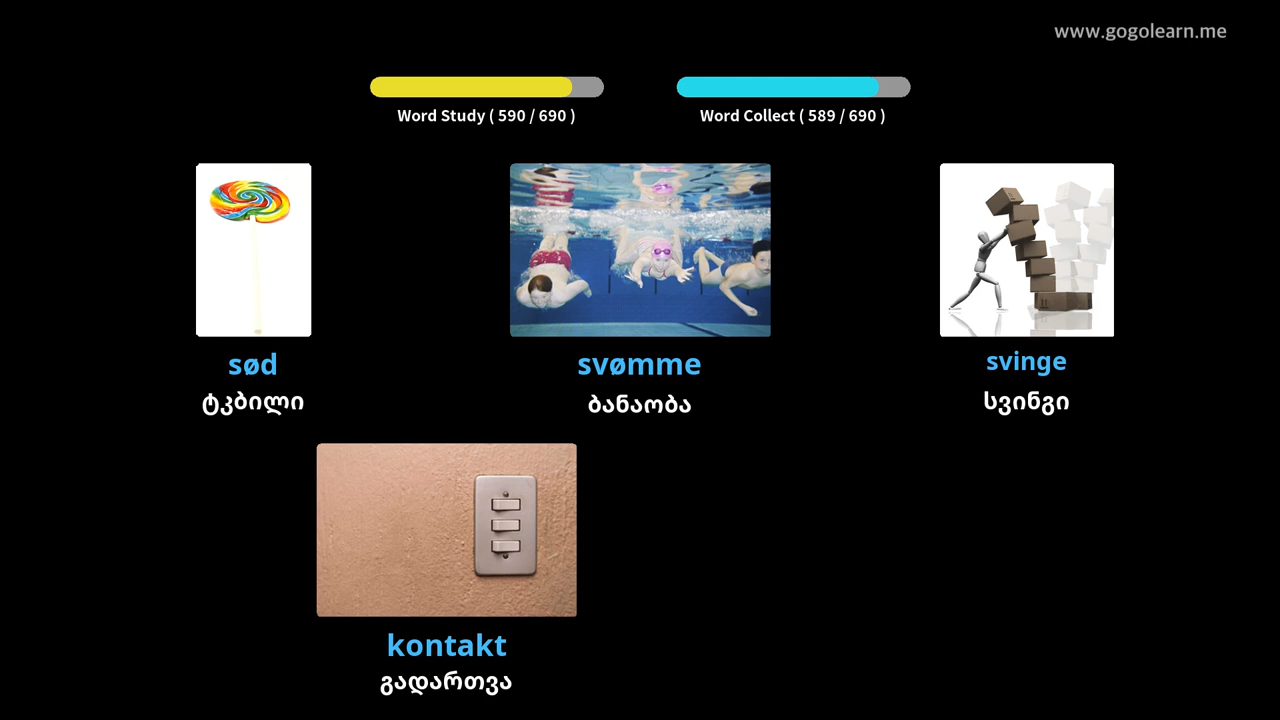 www.gogolearn.me
Word Study ( 590 / 690 )
Word Collect ( 589 / 690 )
sød
svømme
svinge
ტკბილი
ბანაობა
სვინგი
kontakt
გადართვა